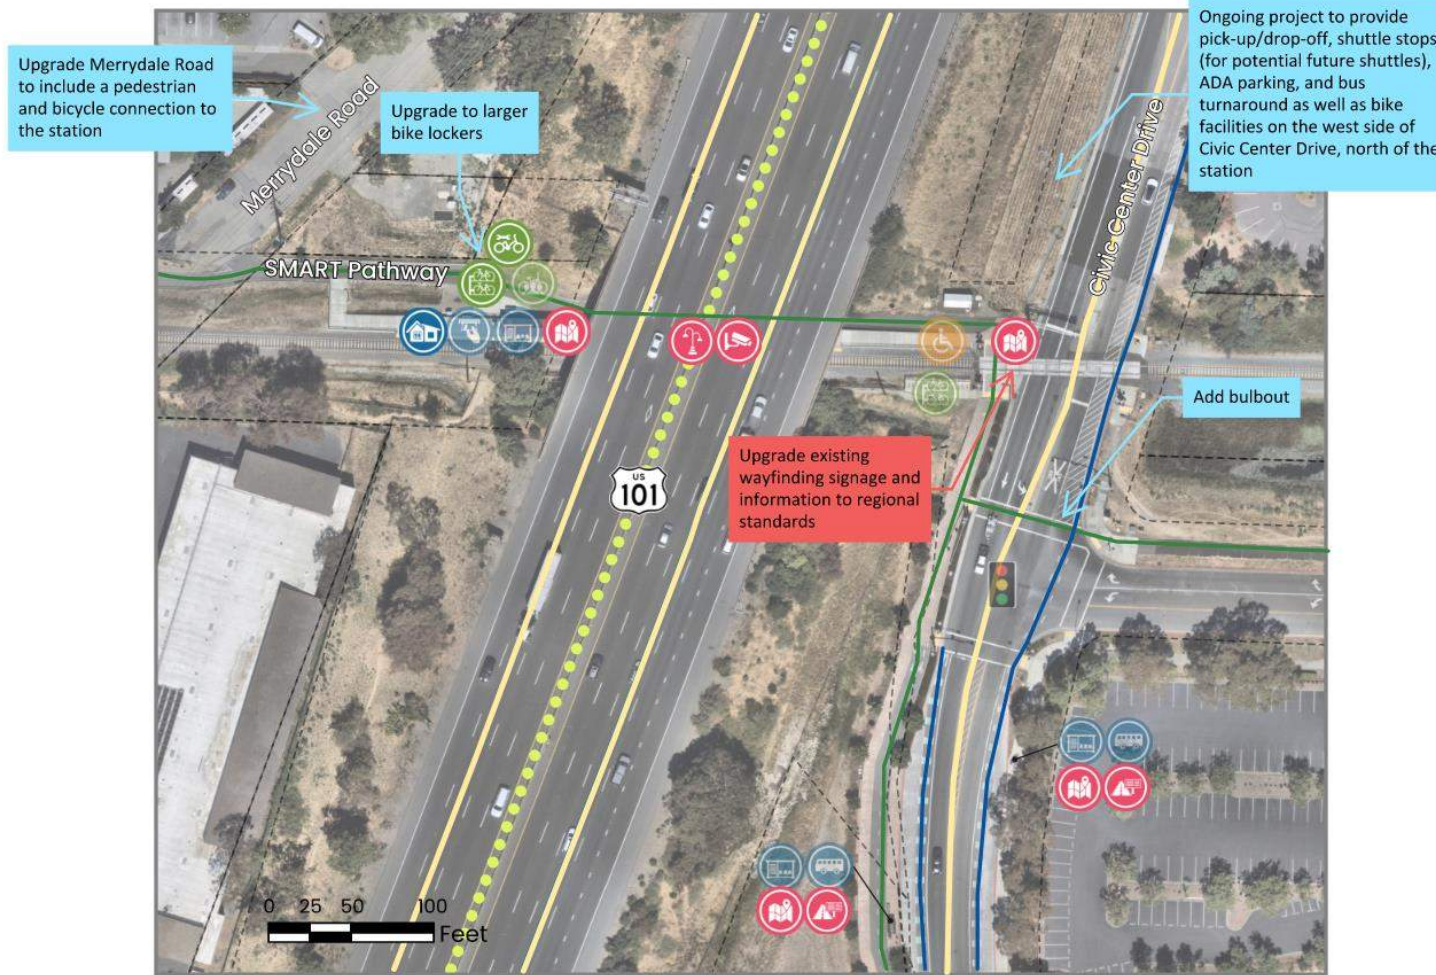 Upgrade Merrydale Road
to include a pedestrian
and bicycle connection to
the station
Upgrade to larger
bike lockers
Ongoing project to provide
pick-up/drop-off, shuttle stops
(for potential future shuttles),
ADA parking, and bus
turnaround as well as bike
facilities on the west side of
Civic Center Drive, north of the
station
Merrydale Road
Civic Center Drive
SMART Pathway
Add bulbout
Upgrade existing
wayfinding signage and
information to regional
standards
US
101
0 25 50 100
Feet